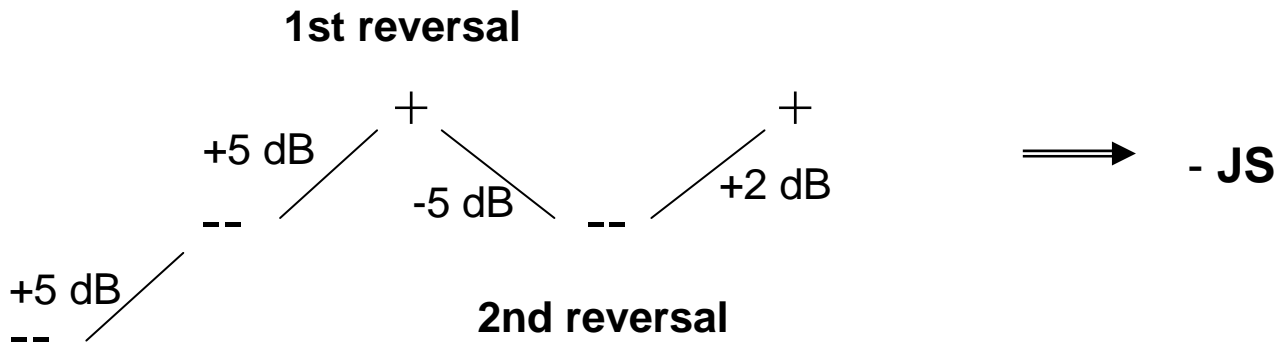 1st reversal
+ +
+5 dB
-5 dB
+2 dB
- JS
--
--
+5 dB
--
2nd reversal